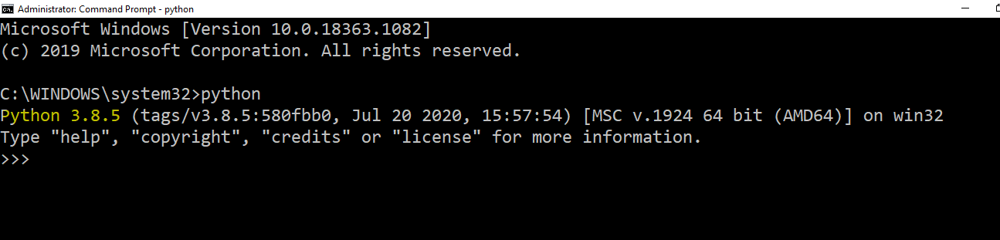 Administrator: Command Prompt - python
Microsoft Windows [Version 10.0.18363.1082]
(c) 2019 Microsoft Corporation. All rights reserved.
C:\WINDOWS\system32>python
Python 3.8.5 (tags/v3.8.5:580fbb0, Jul 20 2020, 15:57:54) [MSC v.1924 64 bit (AMD64)] on win32
Type "help", "copyright", "credits" or "license" for more information.
>>>